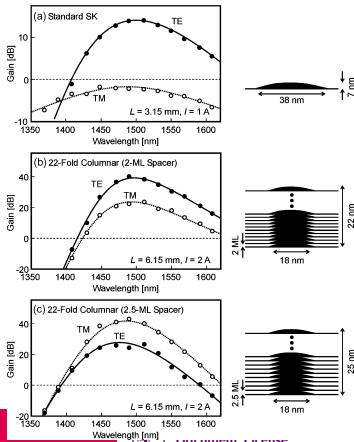 (a) Standard SK
TE
TM
L = 3.15 mm, I = 1 A
Gain [dB]
10
0
-10
1350 1400 1450 1500 1550 1600
Wavelength [nm]
7 nm
38 nm
(b) 22-Fold Columnar (2-ML Spacer)
TE
TM
L = 6.15 mm, I = 2 A
Gain [dB]
40
20
0
1350 1400 1450 1500 1550 1600
Wavelength [nm]
22 nm
2 ML
18 nm
(c) 22-Fold Columnar (2.5-ML Spacer)
TM
TE
L = 6.15 mm, I = 2 A
Gain [dB]
40
20
0
1350 1400 1450 1500 1550 1600
Wavelength [nm]
25 nm
2.5 ML
18 nm